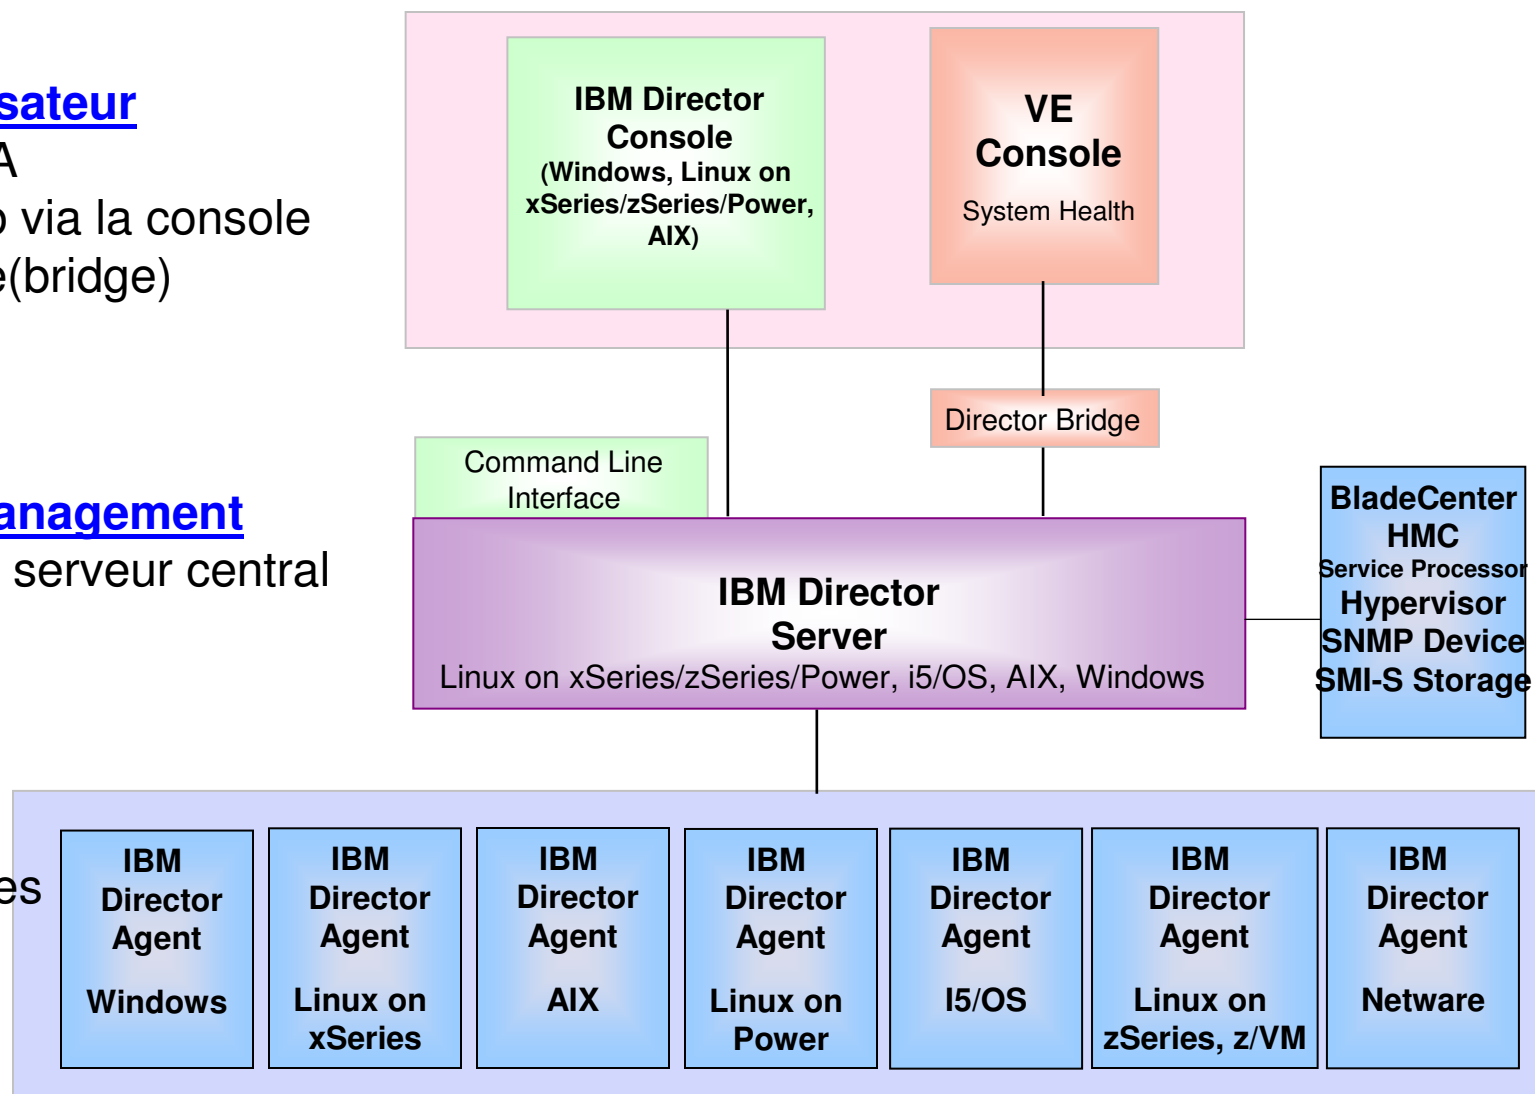 sateur
A
via la console
e(bridge)
anagement
serveur central
es
IBM Director
Console
(Windows, Linux on
xSeries/zSeries/Power,
AIX)
VE
Console
System Health
Director Bridge
Command Line
Interface
IBM Director
Server
Linux on xSeries/zSeries/Power, i5/OS, AIX, Windows
BladeCenter
HMC
Service Processor
Hypervisor
SNMP Device
SMI-S Storage
IBM
Director
Agent
Windows
IBM
Director
Agent
Linux on
xSeries
IBM
Director
Agent
AIX
IBM
Director
Agent
Linux on
Power
IBM
Director
Agent
I5/OS
IBM
Director
Agent
Linux on
zSeries, z/VM
IBM
Director
Agent
Netware